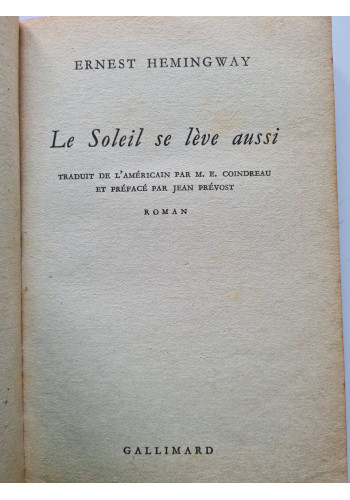 ERNEST HEMINGWAY
Le Soleil se lève aussi
TRADUIT DE L'AMÉRICAIN PAR M. E. COINDREAU
ET PRÉFACÉ PAR JEAN PRÉVOST
ROMAN
GALLIMARD